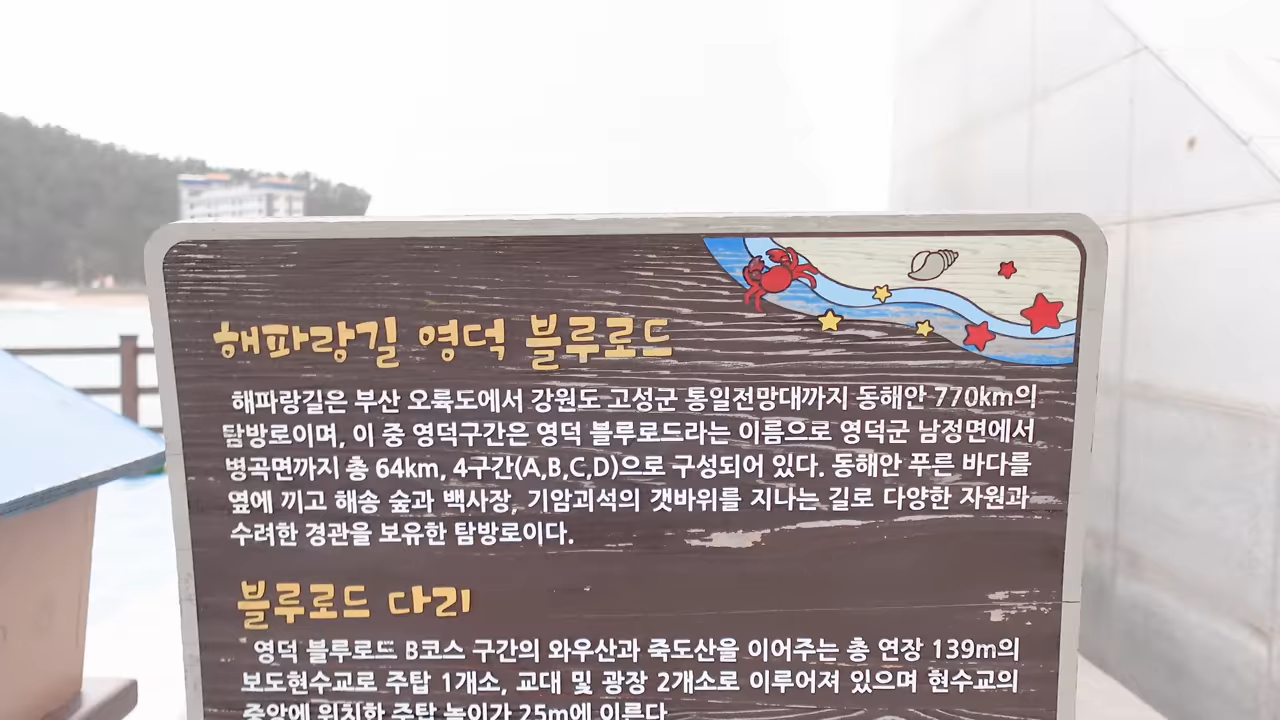 해파랑길 영덕 블루로드
해파랑길은 부산 오륙도에서 강원도 고성군 통일전망대까지 동해안 770km의
탐방로이며, 이 중 영덕구간은 영덕 블루로드라는 이름으로 영덕군 남정면에서
병곡면까지 총 64km, 4구간(A,B,C,D)으로 구성되어 있다. 동해안 푸른 바다를
옆에 끼고 해송 숲과 백사장, 기암괴석의 갯바위를 지나는 길로 다양한 자원과
수려한 경관을 보유한 탐방로이다.
블루로드 다리
영덕 블루로드 B코스 구간의 와우산과 죽도산을 이어주는 총 연장 139m의
보도현수교로 주탑 1개소, 교대 및 광장 2개소로 이루어져 있으며 현수교의
중앙에 위치한 주탑 높이가 25m에 이른다